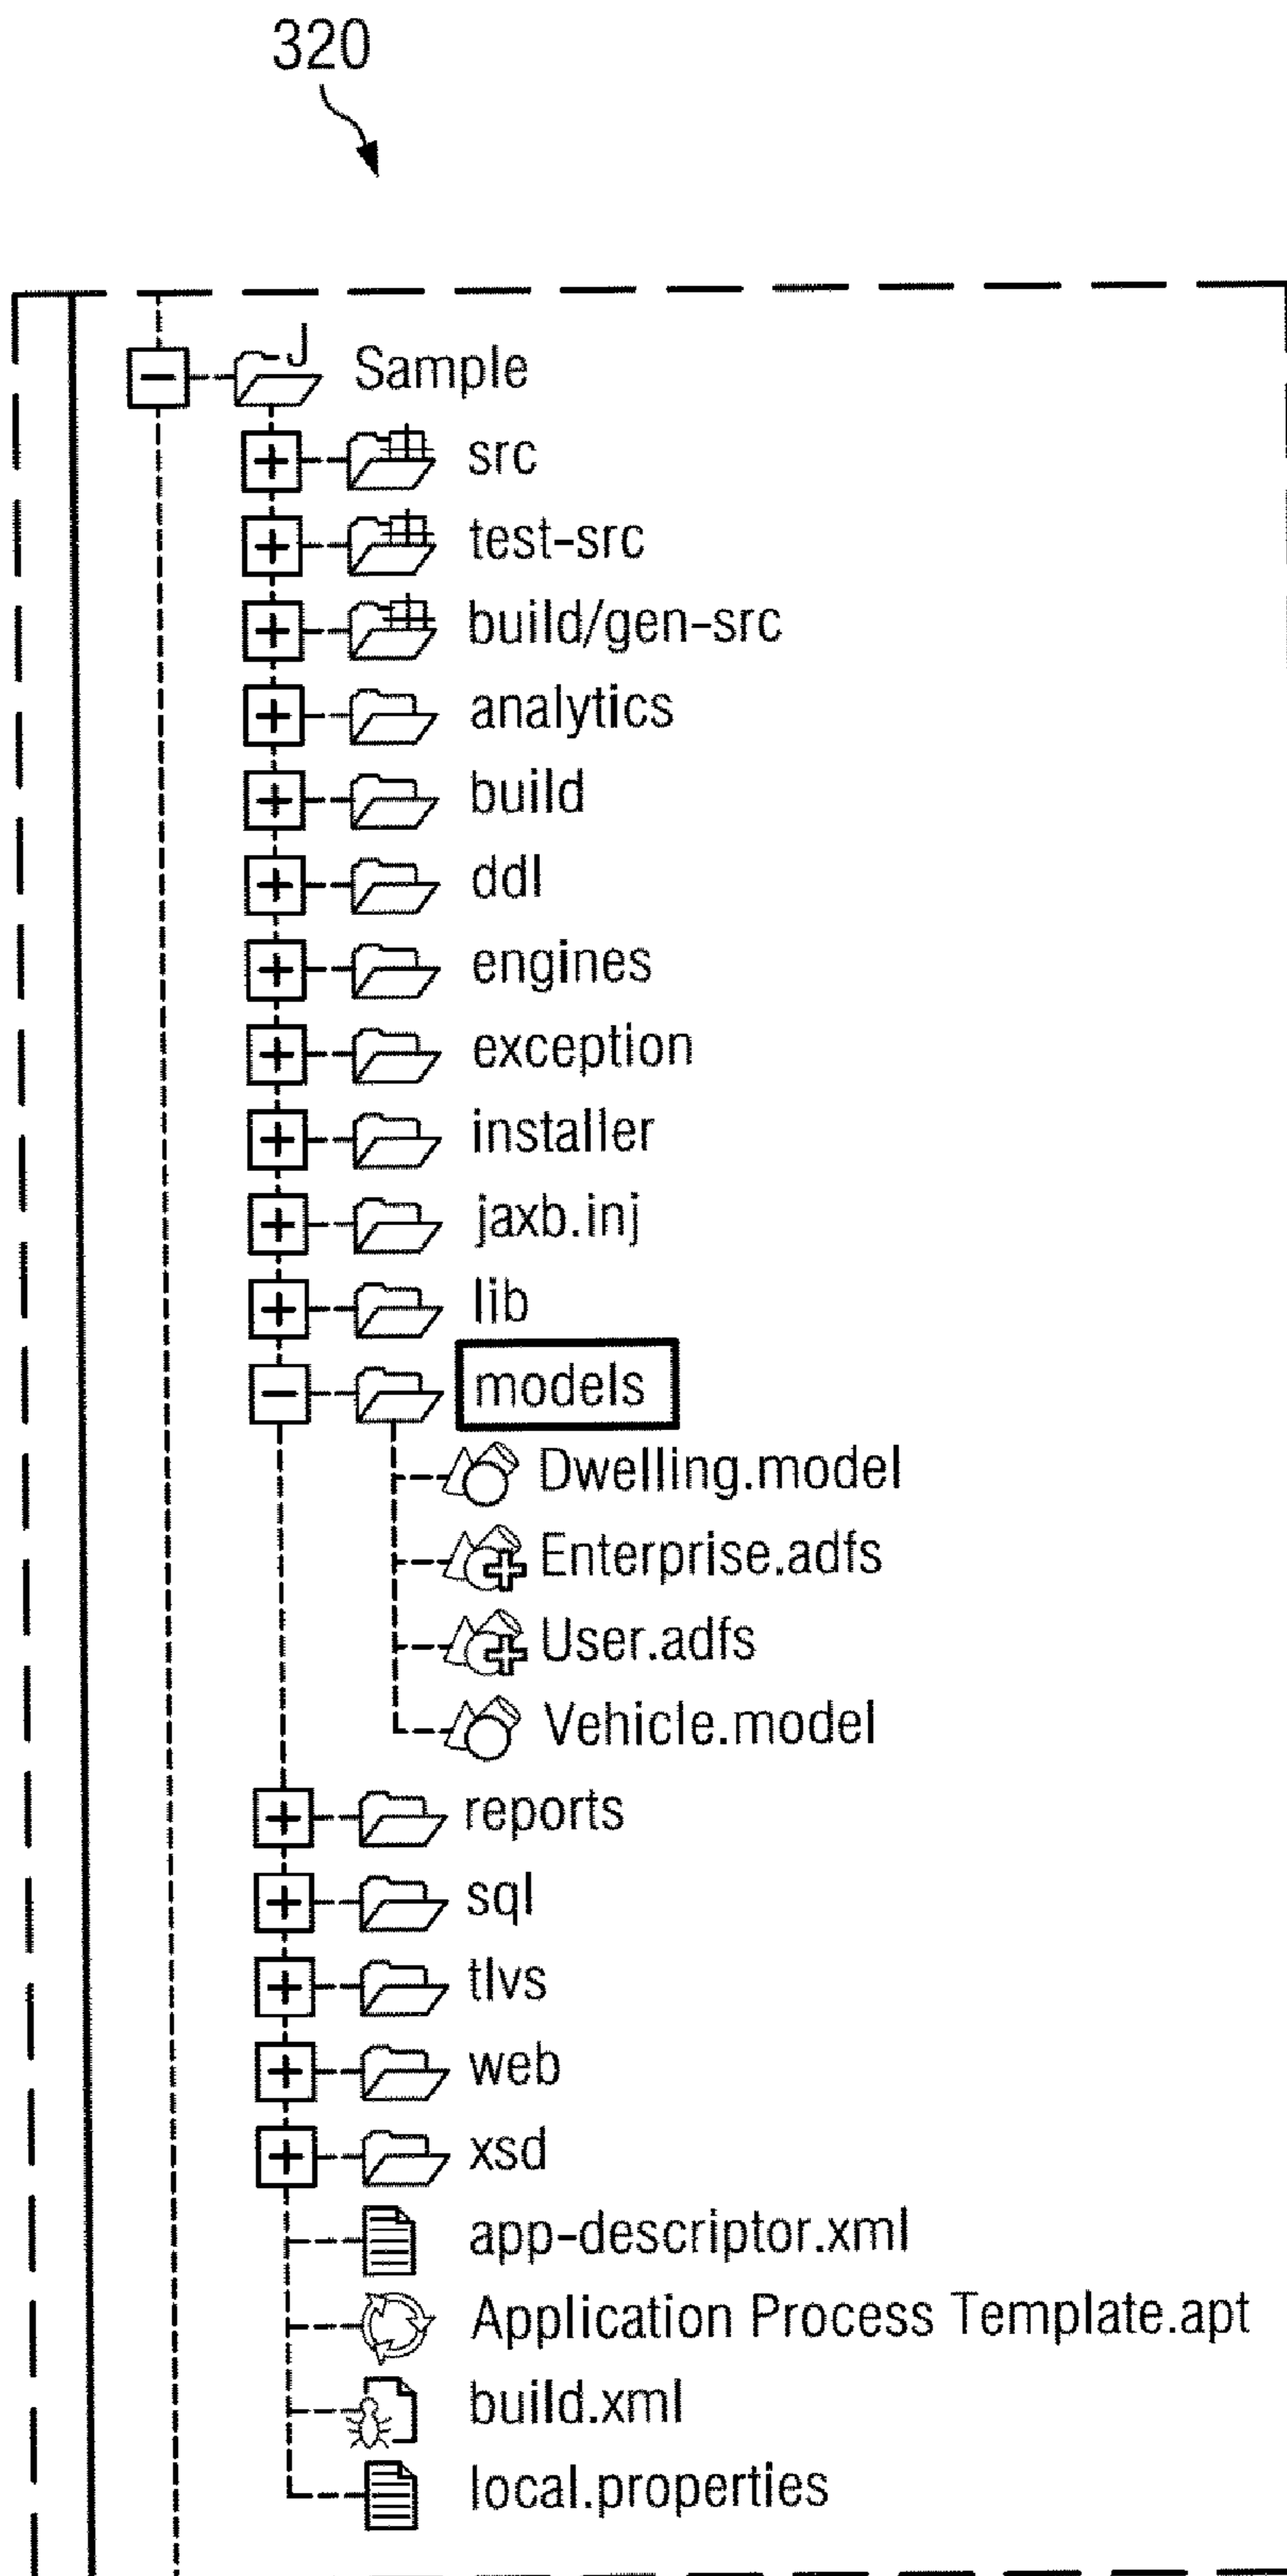 320
J
Sample
src
test-src
build/gen-src
analytics
build
ddl
engines
exception
installer
jaxb.inj
lib
models
Dwelling.model
Enterprise.adfs
User.adfs
Vehicle.model
reports
sql
tlvs
web
xsd
app-descriptor.xml
Application Process Template.apt
build.xml
local.properties